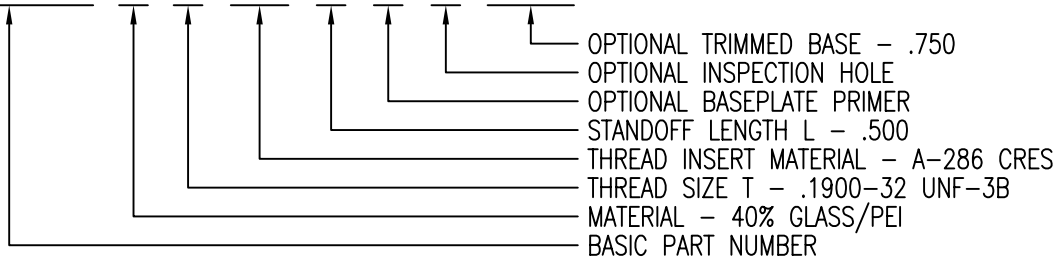 OPTIONAL TRIMMED BASE – .750
OPTIONAL INSPECTION HOLE
OPTIONAL BASEPLATE PRIMER
STANDOFF LENGTH L – .500
THREAD INSERT MATERIAL – A–286 CRES
THREAD SIZE T – .1900–32 UNF–3B
MATERIAL – 40% GLASS/PEI
BASIC PART NUMBER